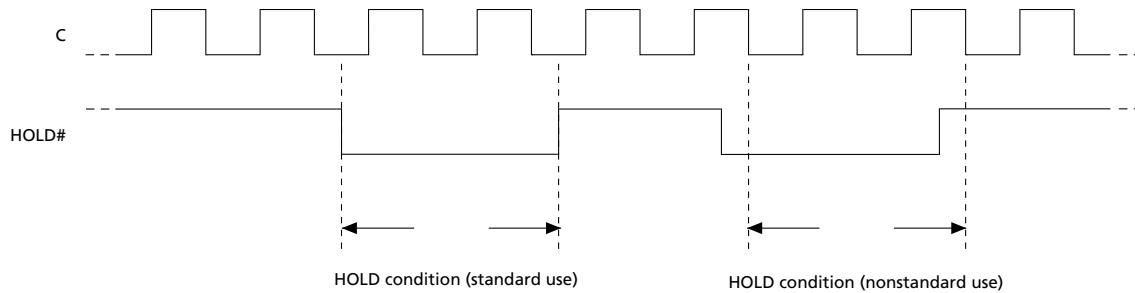 C
HOLD#
HOLD condition (standard use)
HOLD condition (nonstandard use)